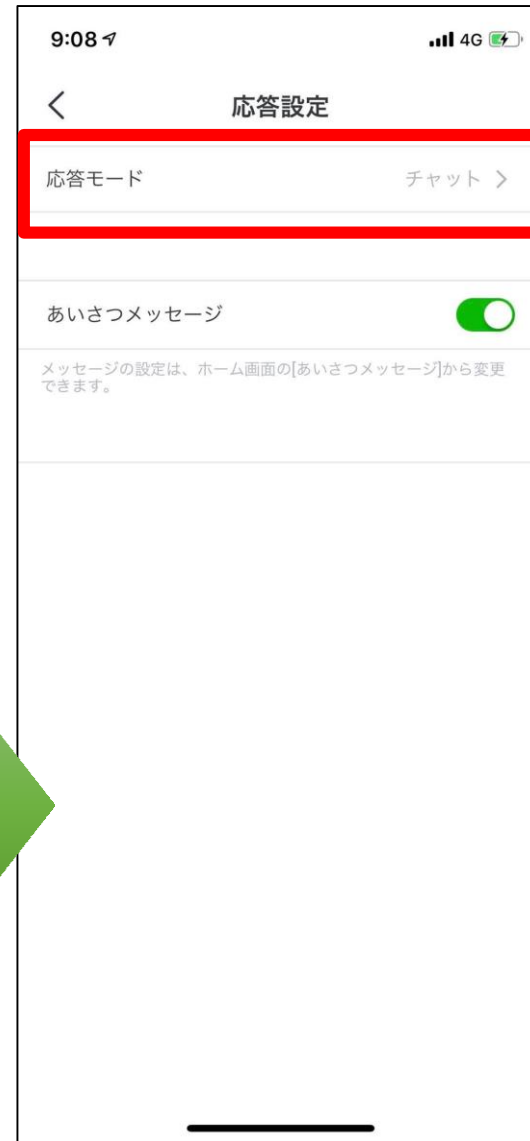 9:08 4G
応答設定
応答モード チャット
あいさつメッセージ
メッセージの設定は、ホーム画面の[あいさつメッセージ]から変更
できます。